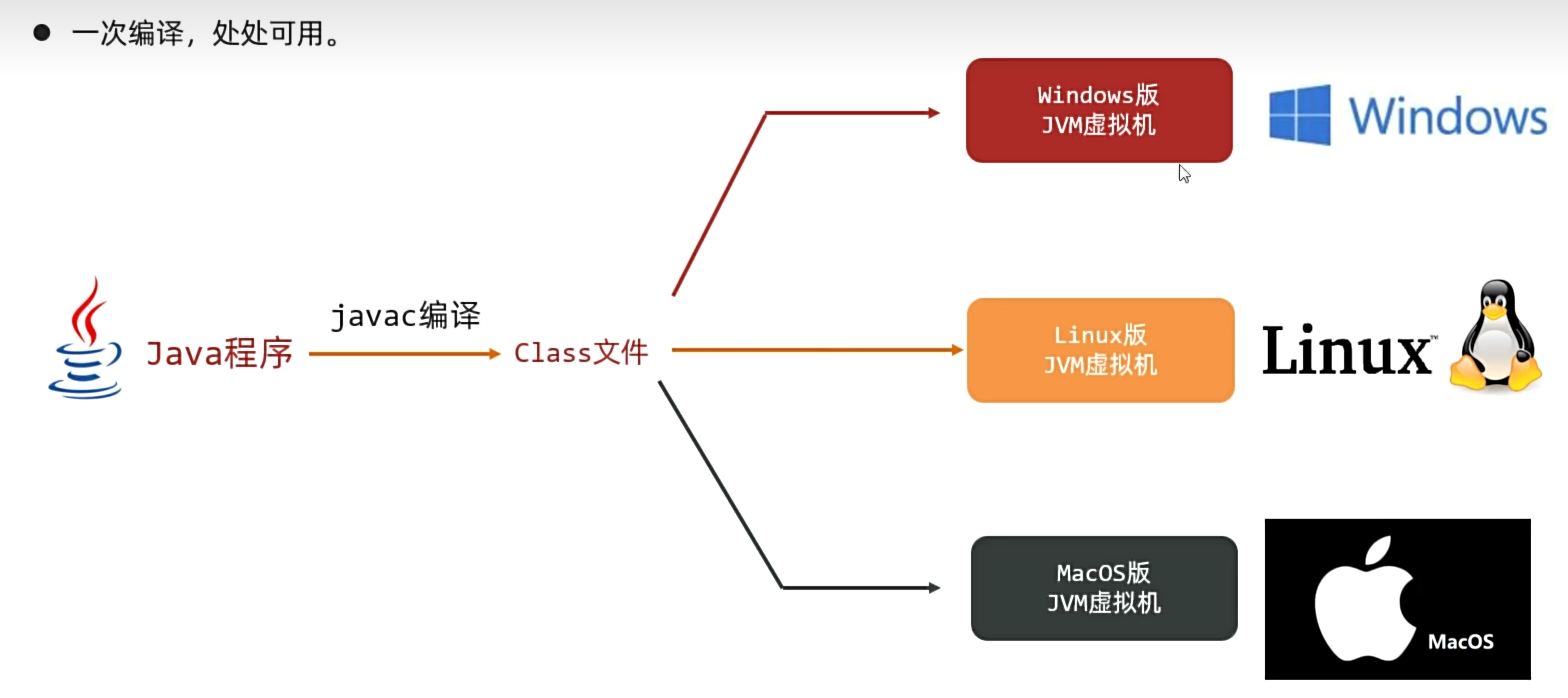 一次编译，处处可用。
Windows版
JVM虚拟机
Windows
Java程序
javac编译
Class文件
Linux版
JVM虚拟机
Linux™
MacOS版
JVM虚拟机
MacOS